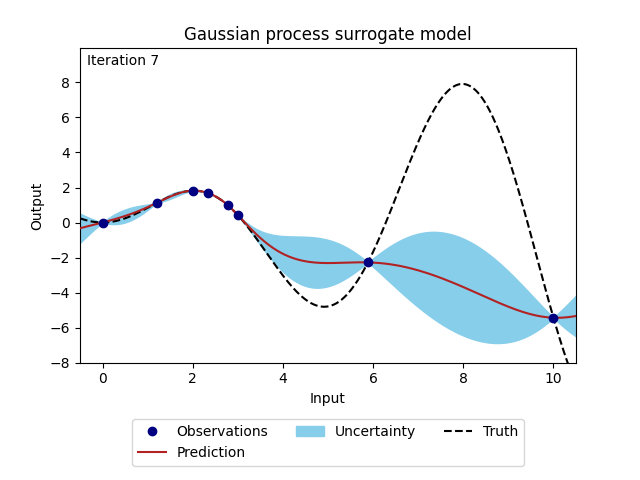 Gaussian process surrogate model
Iteration 7
8
6
4
2
0
−2
−4
−6
−8
Output
0 2 4 6 8 10
Input
Observations Uncertainty Truth
Prediction